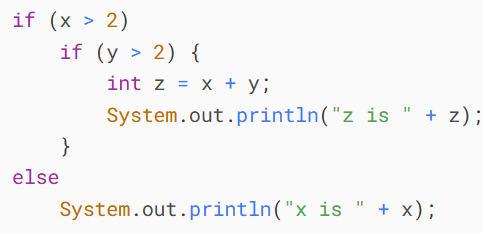 if (x > 2)
    if (y > 2) {
        int z = x + y;
        System.out.println("z is " + z);
    }
else
    System.out.println("x is " + x);